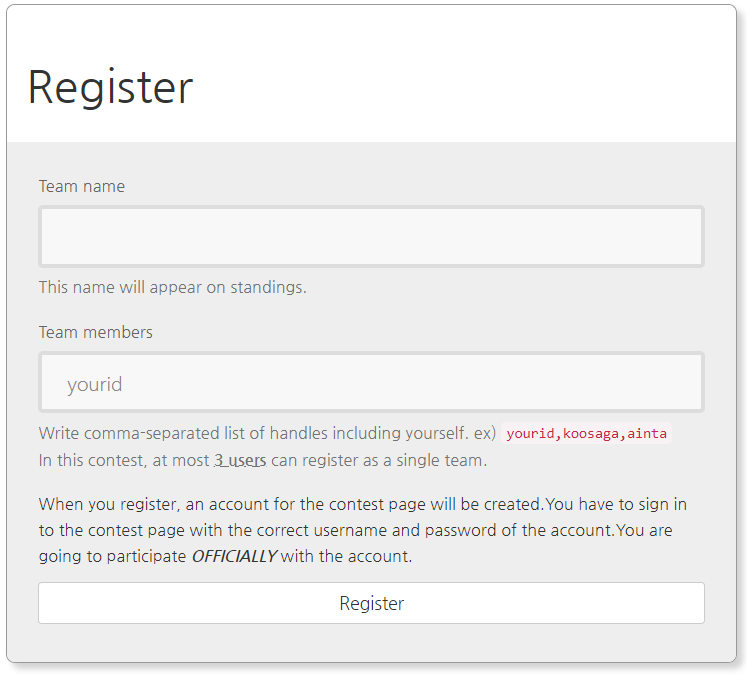 Register
Team name
This name will appear on standings.
Team members
yourid
Write comma-separated list of handles including yourself. ex) yourid,koosaga,ainta
In this contest, at most 3 users can register as a single team.
When you register, an account for the contest page will be created.You have to sign in
to the contest page with the correct username and password of the account.You are
going to participate OFFICIALLY with the account.
Register